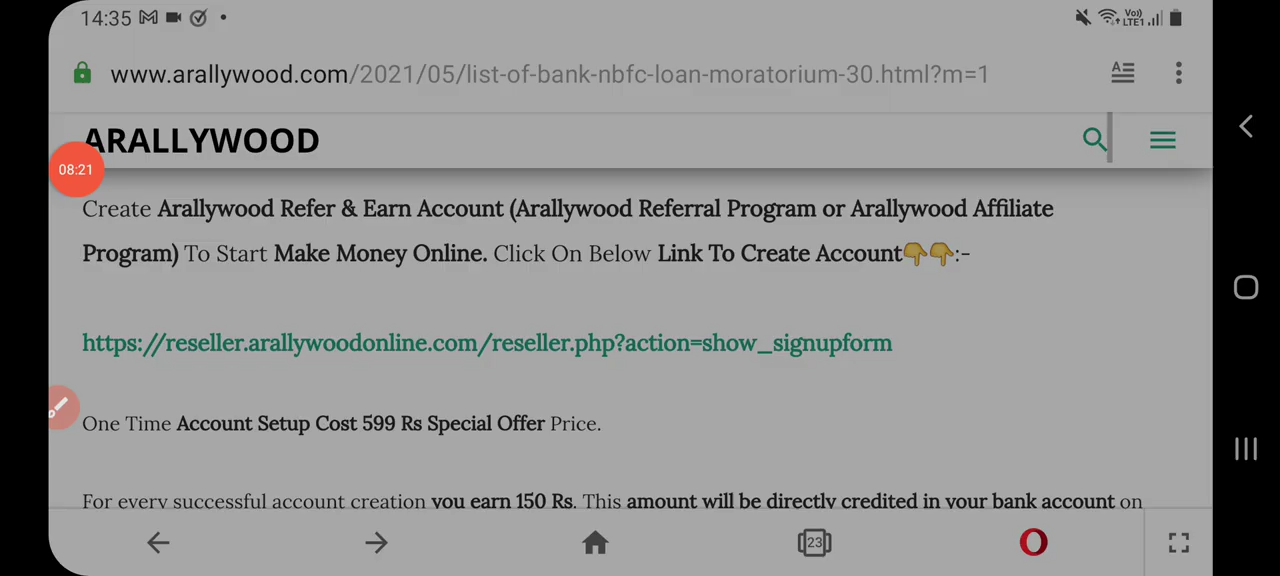 14:35
Vo)) LTE1
www.arallywood.com/2021/05/list-of-bank-nbfc-loan-moratorium-30.html?m=1
ARALLYWOOD
08:21
Create Arallywood Refer & Earn Account (Arallywood Referral Program or Arallywood Affiliate
Program) To Start Make Money Online. Click On Below Link To Create Account👇👇:-
https://reseller.arallywoodonline.com/reseller.php?action=show_signupform
One Time Account Setup Cost 599 Rs Special Offer Price.
For every successful account creation you earn 150 Rs. This amount will be directly credited in your bank account on
23